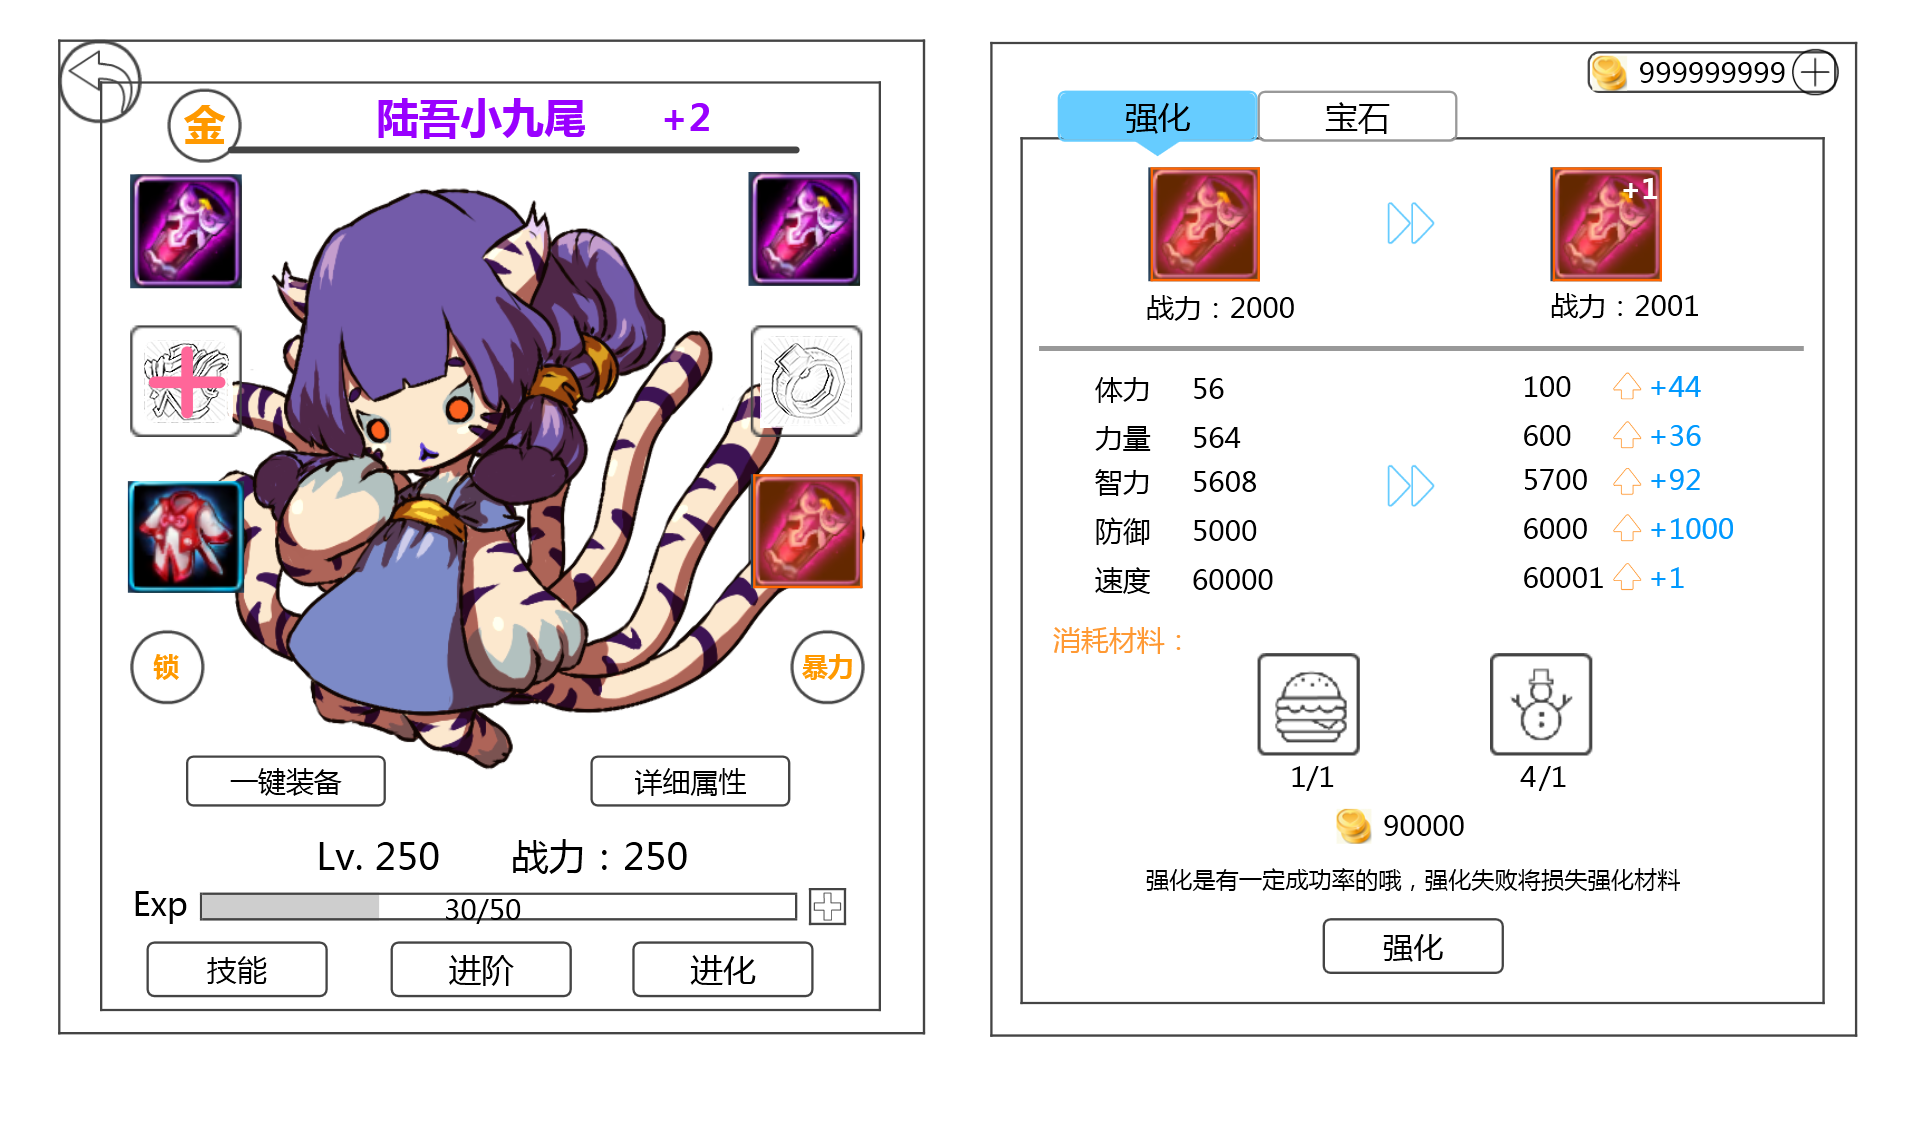 金
陆吾小九尾 +2
锁
暴力
一键装备
详细属性
Lv. 250 战力：250
Exp 30/50
技能
进阶
进化
999999999
强化
宝石
+1
战力：2000
战力：2001
体力 56 100 +44
力量 564 600 +36
智力 5608 5700 +92
防御 5000 6000 +1000
速度 60000 60001 +1
消耗材料：
1/1
4/1
90000
强化是有一定成功率的哦，强化失败将损失强化材料
强化